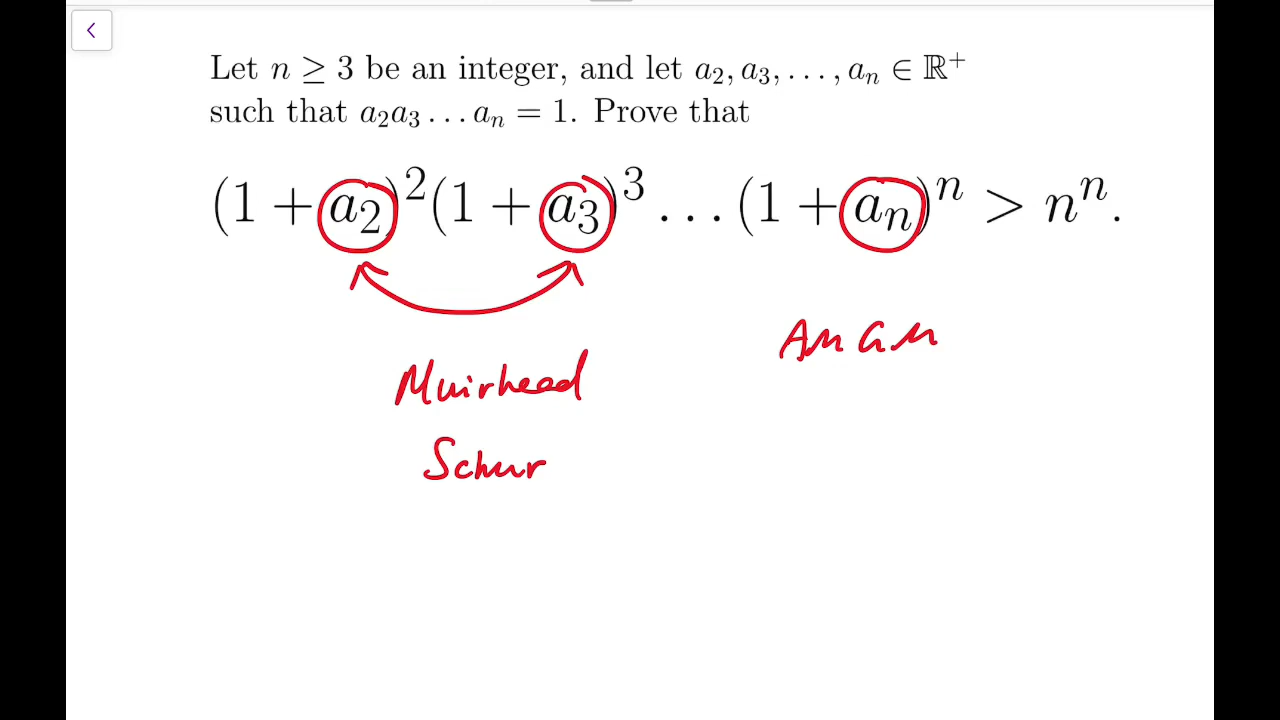 Let n ≥ 3 be an integer, and let a₂, a₃, . . . , aₙ ∈ ℝ⁺
such that a₂a₃ . . . aₙ = 1. Prove that
(1 + a₂)²(1 + a₃)³ . . . (1 + aₙ)ⁿ > nⁿ.
AM GM
Muirhead
Schur